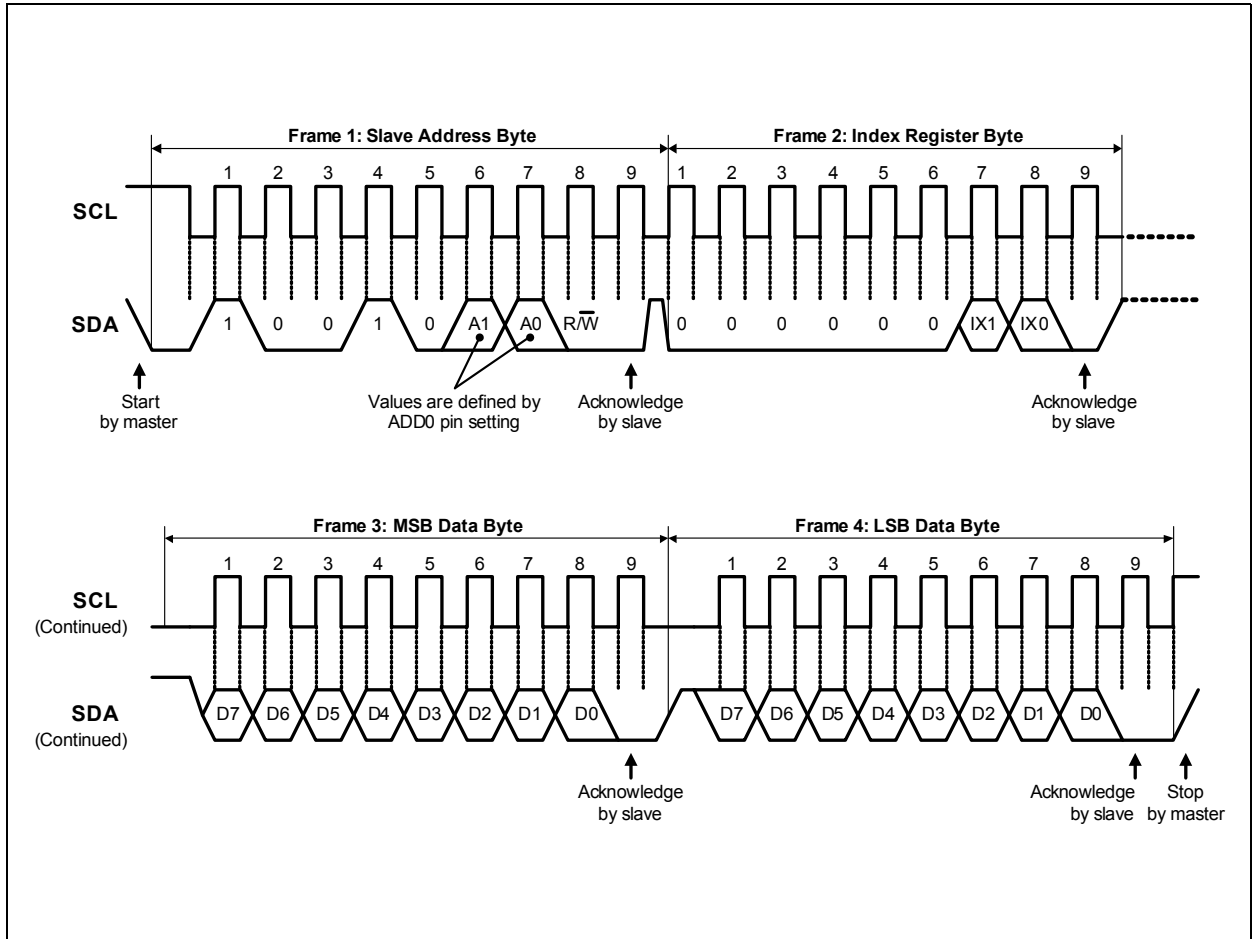 Frame 1: Slave Address Byte Frame 2: Index Register Byte
1 2 3 4 5 6 7 8 9 1 2 3 4 5 6 7 8 9
SCL
SDA 1 0 0 1 0 A1 A0 R/W̅ 0 0 0 0 0 0 IX1 IX0
Start
by master
Values are defined by
ADD0 pin setting
Acknowledge
by slave
Acknowledge
by slave
Frame 3: MSB Data Byte Frame 4: LSB Data Byte
1 2 3 4 5 6 7 8 9 1 2 3 4 5 6 7 8 9
SCL
(Continued)
SDA D7 D6 D5 D4 D3 D2 D1 D0 D7 D6 D5 D4 D3 D2 D1 D0
(Continued)
Acknowledge
by slave
Acknowledge
by slave
Stop
by master